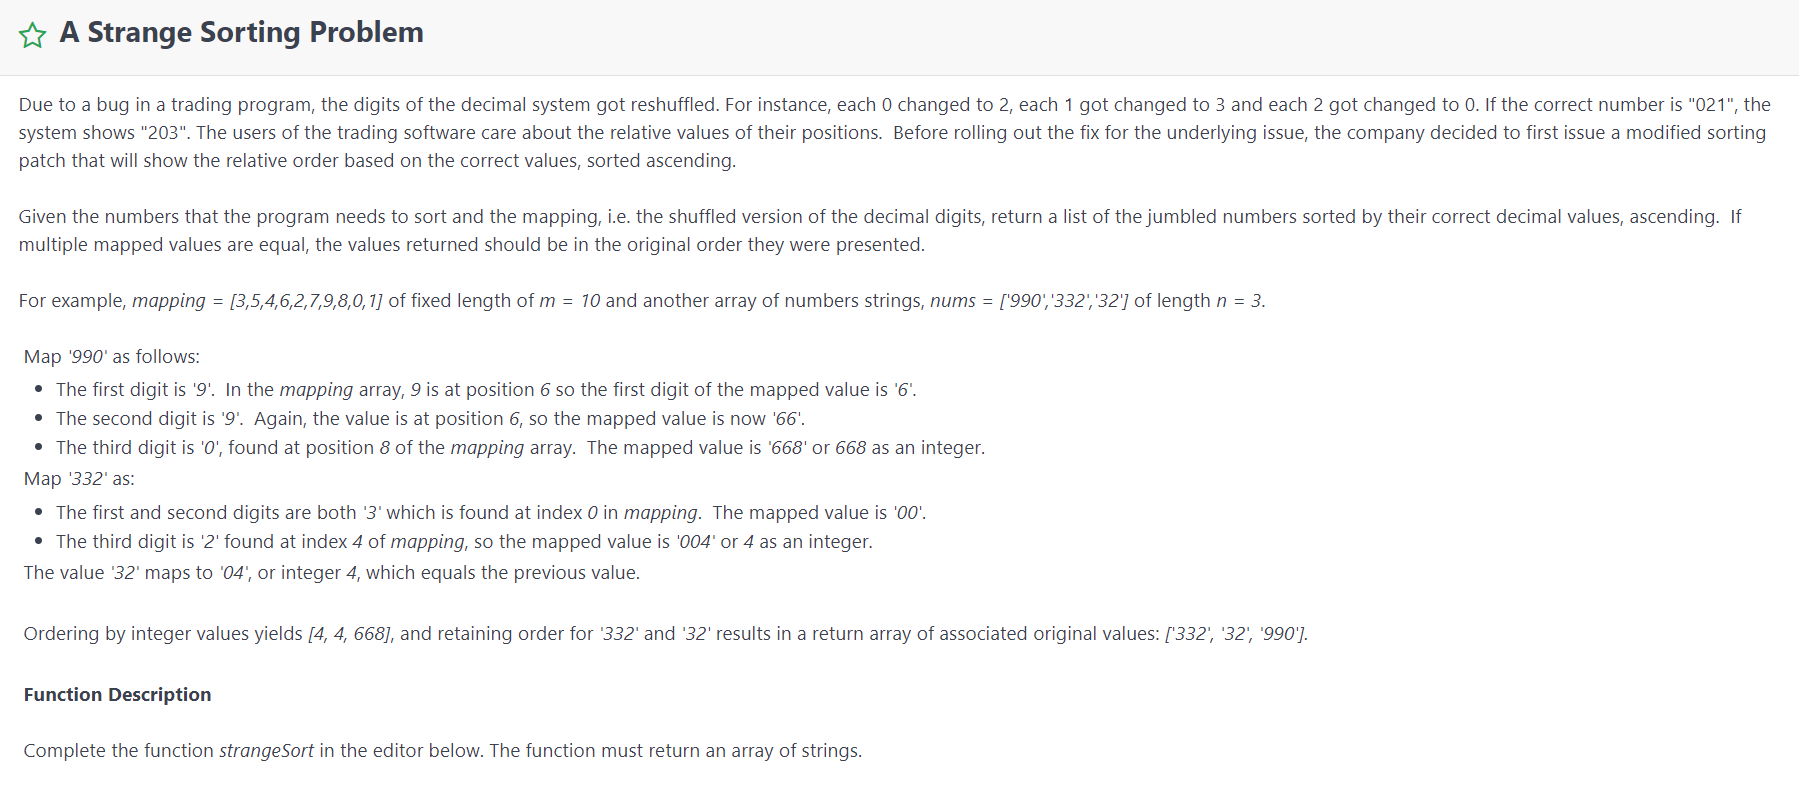 A Strange Sorting Problem
Due to a bug in a trading program, the digits of the decimal system got reshuffled. For instance, each 0 changed to 2, each 1 got changed to 3 and each 2 got changed to 0. If the correct number is "021", the
system shows "203". The users of the trading software care about the relative values of their positions.  Before rolling out the fix for the underlying issue, the company decided to first issue a modified sorting
patch that will show the relative order based on the correct values, sorted ascending.
Given the numbers that the program needs to sort and the mapping, i.e. the shuffled version of the decimal digits, return a list of the jumbled numbers sorted by their correct decimal values, ascending.  If
multiple mapped values are equal, the values returned should be in the original order they were presented.
For example, mapping = [3,5,4,6,2,7,9,8,0,1] of fixed length of m = 10 and another array of numbers strings, nums = ['990','332','32'] of length n = 3.
Map '990' as follows:
• The first digit is '9'.  In the mapping array, 9 is at position 6 so the first digit of the mapped value is '6'.
• The second digit is '9'.  Again, the value is at position 6, so the mapped value is now '66'.
• The third digit is '0', found at position 8 of the mapping array.  The mapped value is '668' or 668 as an integer.
Map '332' as:
• The first and second digits are both '3' which is found at index 0 in mapping.  The mapped value is '00'.
• The third digit is '2' found at index 4 of mapping, so the mapped value is '004' or 4 as an integer.
The value '32' maps to '04', or integer 4, which equals the previous value.
Ordering by integer values yields [4, 4, 668], and retaining order for '332' and '32' results in a return array of associated original values: ['332', '32', '990'].
Function Description
Complete the function strangeSort in the editor below. The function must return an array of strings.